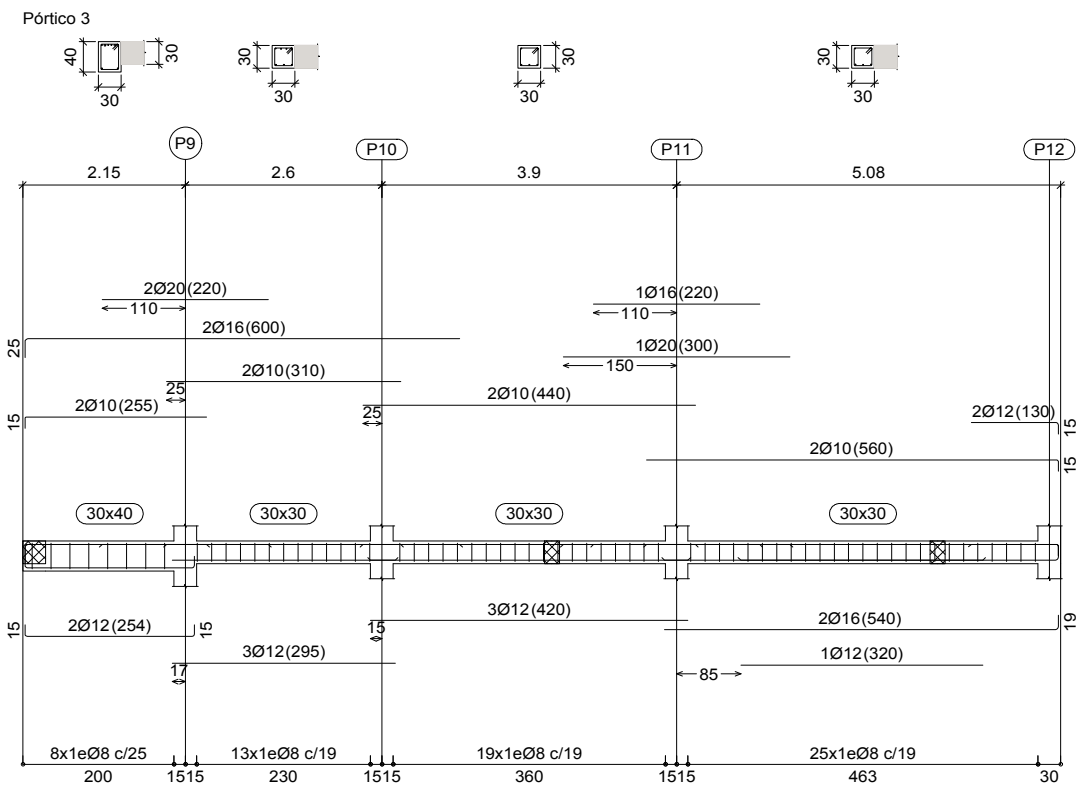 Pórtico 3
40 30 30 30 30 30
30 30 30 30
P9 P10 P11 P12
2.15 2.6 3.9 5.08
2Ø20(220) 1Ø16(220)
110 110
2Ø16(600)
25
1Ø20(300)
150
2Ø10(310)
25
2Ø10(440)
25
2Ø10(255)
15
2Ø12(130)
15
2Ø10(560)
15
30x40 30x30 30x30 30x30
3Ø12(420)
15
2Ø12(254)
15 15
2Ø16(540)
19
3Ø12(295)
17
1Ø12(320)
85
8x1eØ8 c/25 13x1eØ8 c/19 19x1eØ8 c/19 25x1eØ8 c/19
200 1515 230 1515 360 1515 463 30